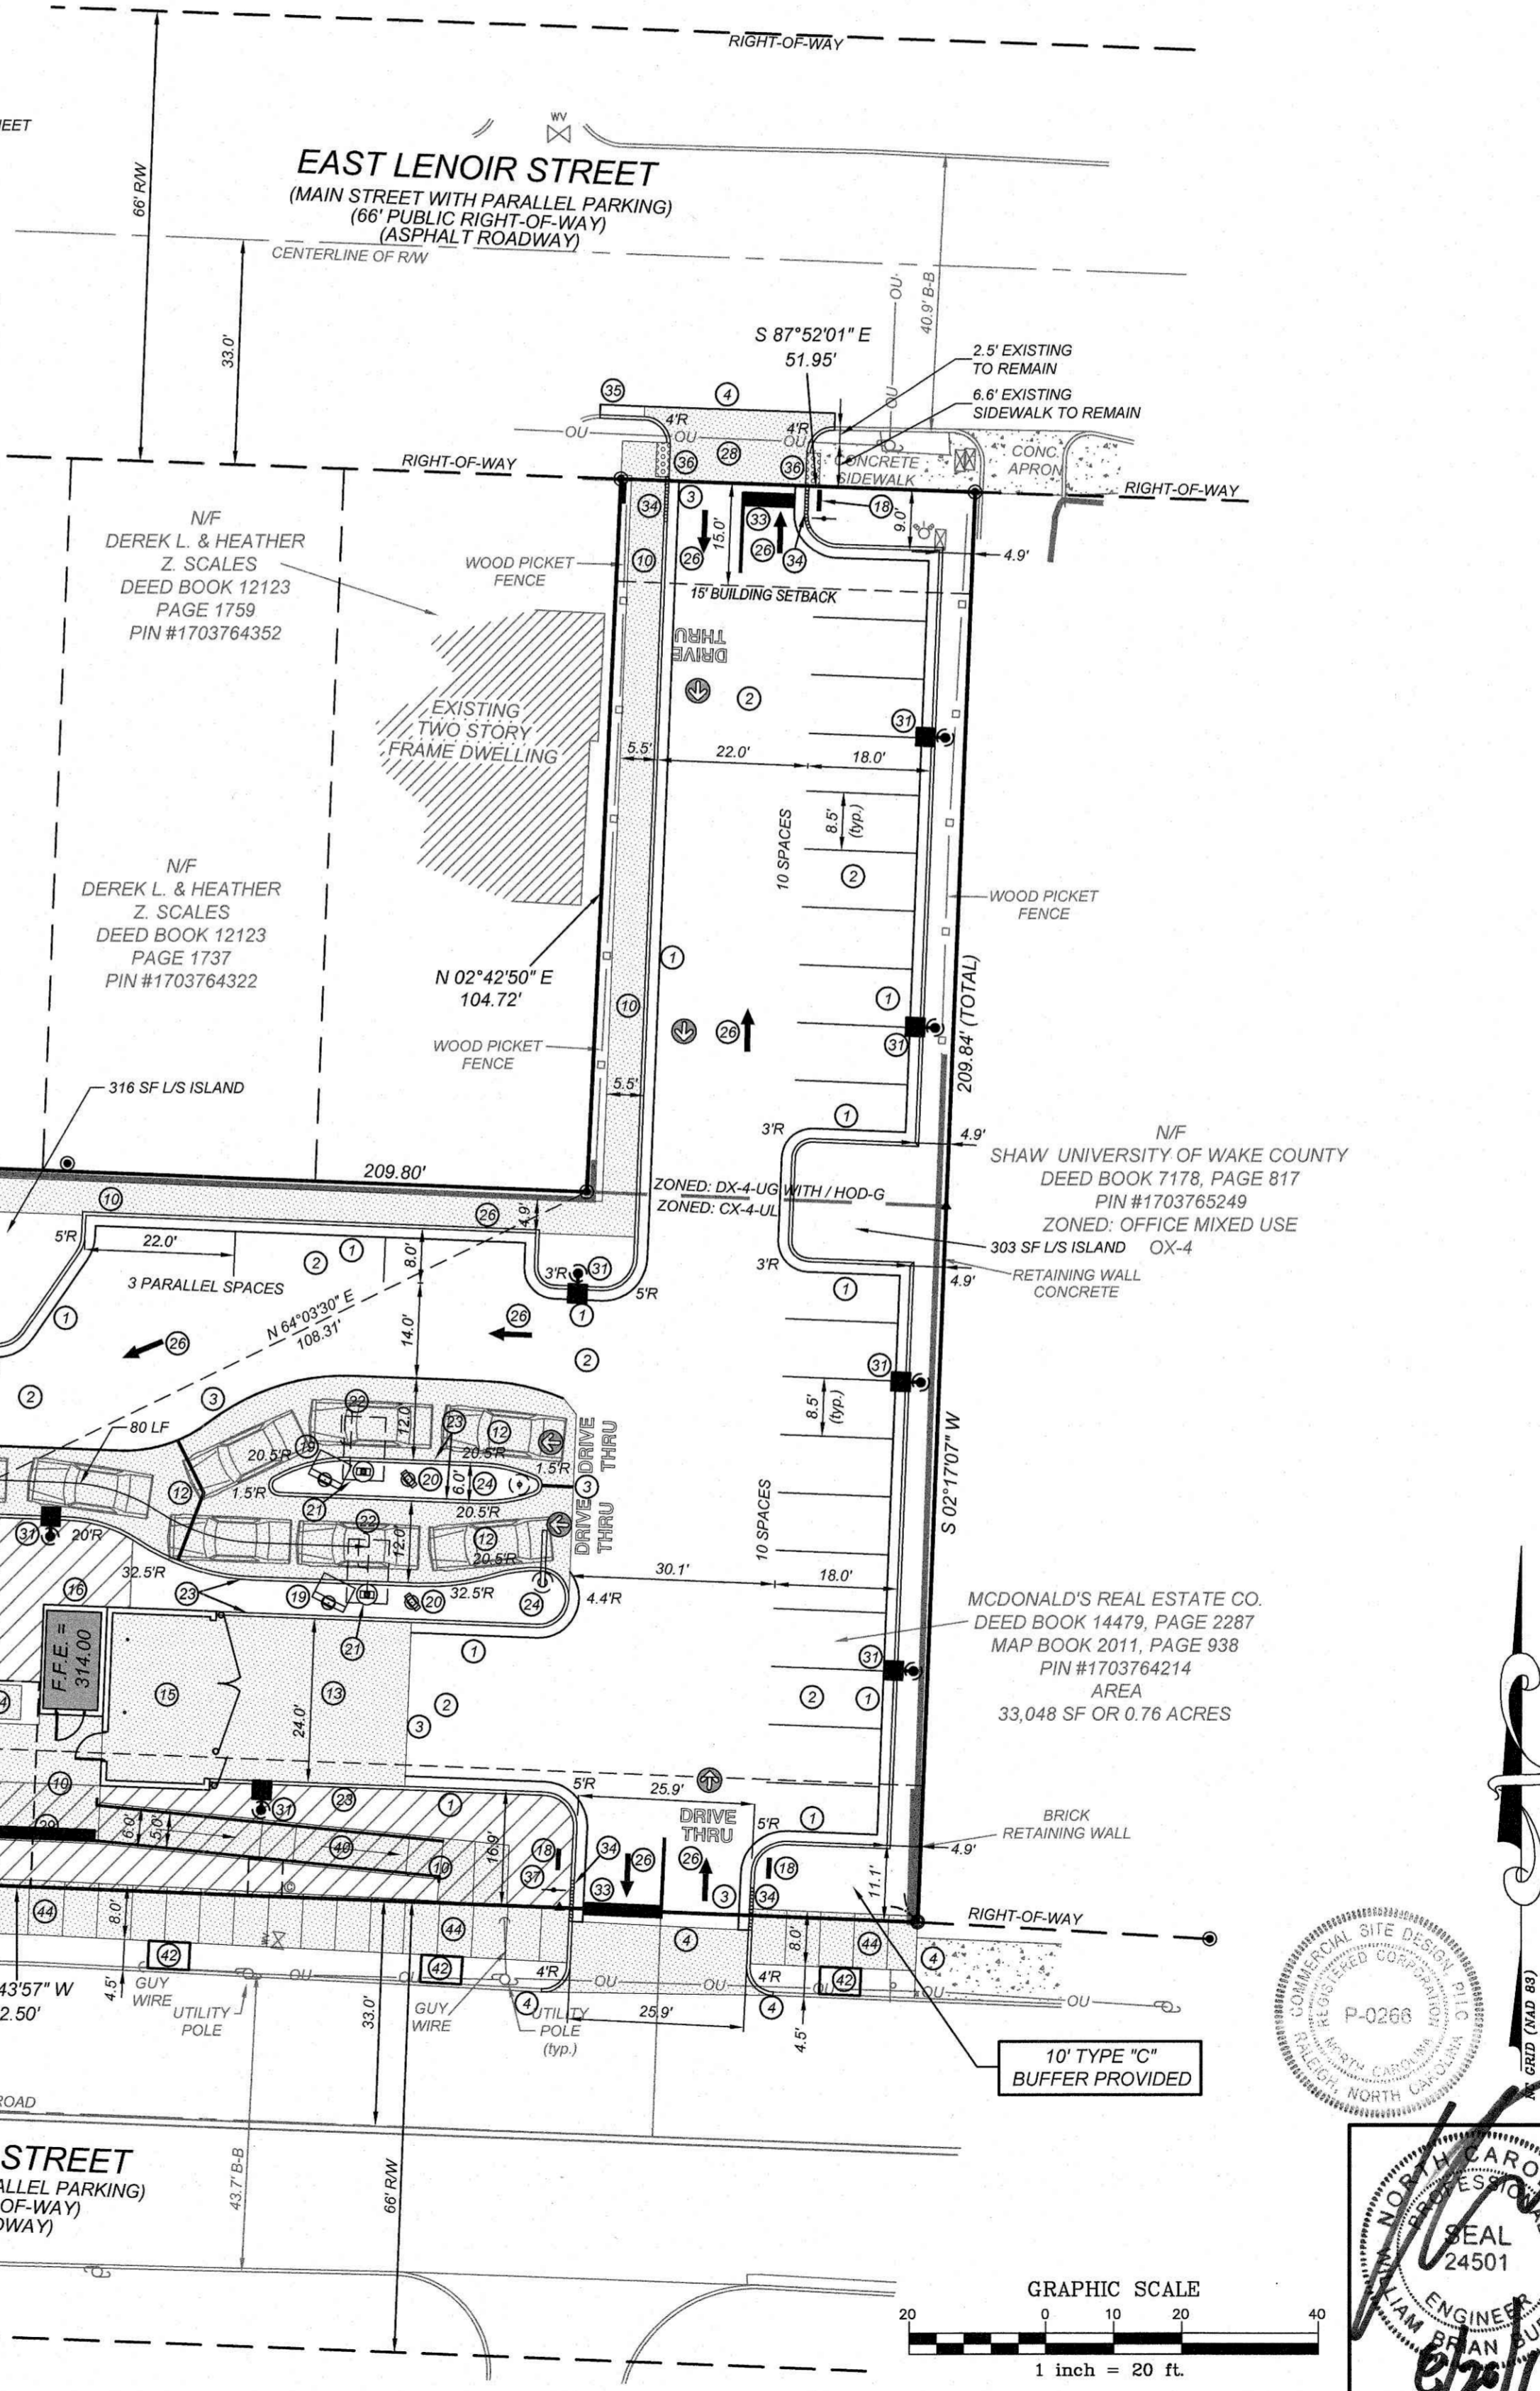 RIGHT-OF-WAY
EET
WV
EAST LENOIR STREET
(MAIN STREET WITH PARALLEL PARKING)
(66' PUBLIC RIGHT-OF-WAY)
(ASPHALT ROADWAY)
CENTERLINE OF R/W
66' R/W
33.0'
OU
40.9' B-B
S 87°52'01" E
51.95'
2.5' EXISTING
TO REMAIN
6.6' EXISTING
SIDEWALK TO REMAIN
35
4
4'R
4'R
OU
OU
OU
OU
28
36
36
CONCRETE
SIDEWALK
CONC.
APRON
RIGHT-OF-WAY
RIGHT-OF-WAY
34
3
33
18
9.0'
15.0'
10
26
26
34
4.9'
N/F
DEREK L. & HEATHER
Z. SCALES
DEED BOOK 12123
PAGE 1759
PIN #1703764352
WOOD PICKET
FENCE
15' BUILDING SETBACK
DRIVE
THRU
2
31
EXISTING
TWO STORY
FRAME DWELLING
5.5'
22.0'
18.0'
10 SPACES
8.5'
(typ.)
2
N/F
DEREK L. & HEATHER
Z. SCALES
DEED BOOK 12123
PAGE 1737
PIN #1703764322
WOOD PICKET
FENCE
N 02°42'50" E
104.72'
1
10
1
26
31
209.84' (TOTAL)
WOOD PICKET
FENCE
5.5'
316 SF L/S ISLAND
1
3'R
4.9'
N/F
SHAW UNIVERSITY OF WAKE COUNTY
DEED BOOK 7178, PAGE 817
PIN #1703765249
ZONED: OFFICE MIXED USE
OX-4
209.80'
ZONED: DX-4-UG WITH / HOD-G
ZONED: CX-4-UL
303 SF L/S ISLAND
RETAINING WALL
CONCRETE
10
26
4.9'
5'R
22.0'
2
1
8.0'
3'R
31
5'R
3'R
4.9'
1
3 PARALLEL SPACES
1
1
N 64°03'30" E
108.31'
26
14.0'
26
2
31
2
3
80 LF
22
12.0'
23
12
DRIVE
THRU
8.5'
(typ.)
S 02°17'07" W
20.5'R
19
20.5'R
1.5'R
12
1.5'R
21
20
6.0'
24
3
20.5'R
22
12.0'
12
20.5'R
DRIVE
THRU
10 SPACES
31
20'R
32.5'R
23
30.1'
18.0'
16
19
21
20
32.5'R
24
4.4'R
F.F.E. =
314.00
1
MCDONALD'S REAL ESTATE CO.
DEED BOOK 14479, PAGE 2287
MAP BOOK 2011, PAGE 938
PIN #1703764214
AREA
33,048 SF OR 0.76 ACRES
31
15
13
24.0'
2
3
2
1
4
10
31
23
1
5'R
25.9'
DRIVE
THRU
5'R
1
BRICK
RETAINING WALL
4.9'
29
6.0'
5.0'
40
10
16.9'
18
37
34
26
26
33
18
34
3
11.1'
RIGHT-OF-WAY
44
8.0'
44
4
8.0'
44
4
42
42
42
OU
OU
OU
OU
OU
OU
43'57" W
2.50'
4.5'
GUY
WIRE
UTILITY
POLE
33.0'
GUY
WIRE
4'R
4
UTILITY
POLE
(typ.)
25.9'
4'R
4
4.5'
10' TYPE "C"
BUFFER PROVIDED
COMMERCIAL SITE DESIGN, PLLC
REGISTERED CORPORATION
P-0266
NORTH CAROLINA
RALEIGH, NORTH CAROLINA
GRID (NAD 83)
ROAD
STREET
ALLEL PARKING)
OF-WAY)
DWAY)
43.7' B-B
66' R/W
NORTH CARO
PROFESSIONAL
SEAL
24501
ENGINEER
LIAM BRIAN BU
GRAPHIC SCALE
20 0 10 20 40
1 inch = 20 ft.